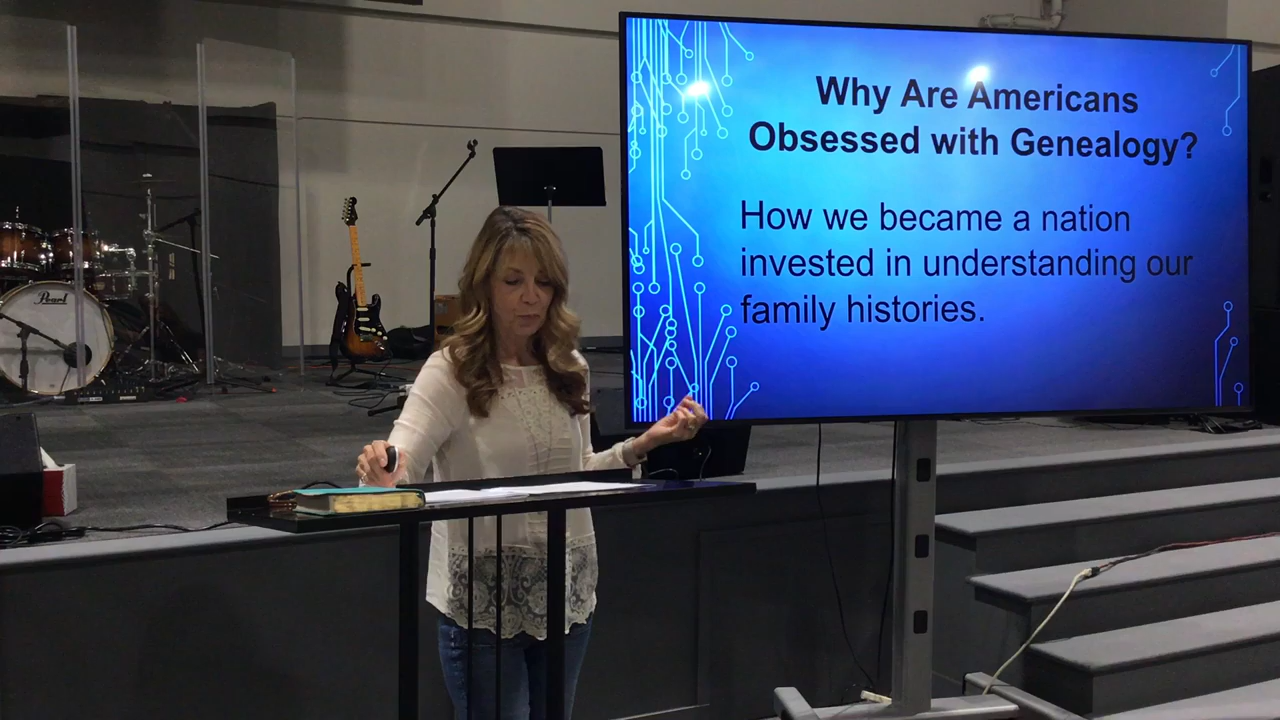 Why Are Americans
Obsessed with Genealogy?
How we became a nation
invested in understanding our
family histories.
Pearl